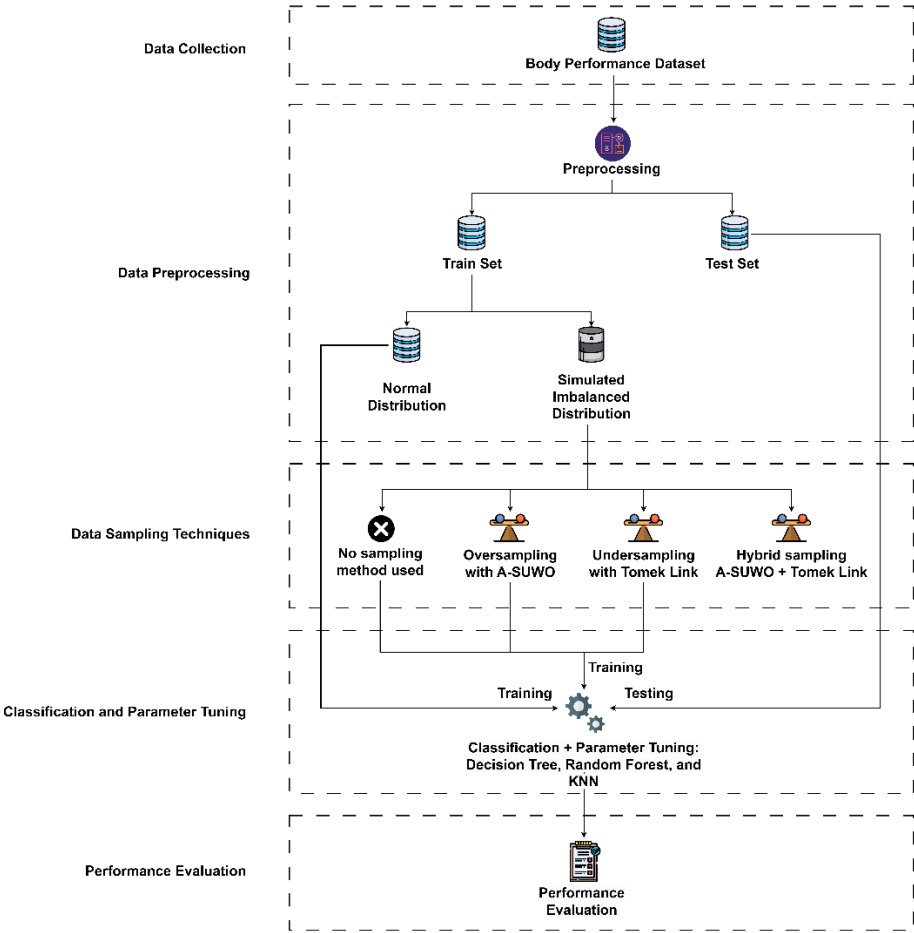 Data Collection
Body Performance Dataset
Preprocessing
Train Set
Test Set
Data Preprocessing
Normal
Distribution
Simulated
Imbalanced
Distribution
Data Sampling Techniques
No sampling
method used
Oversampling
with A-SUWO
Undersampling
with Tomek Link
Hybrid sampling
A-SUWO + Tomek Link
Training
Training
Testing
Classification and Parameter Tuning
Classification + Parameter Tuning:
Decision Tree, Random Forest, and
KNN
Performance Evaluation
Performance
Evaluation